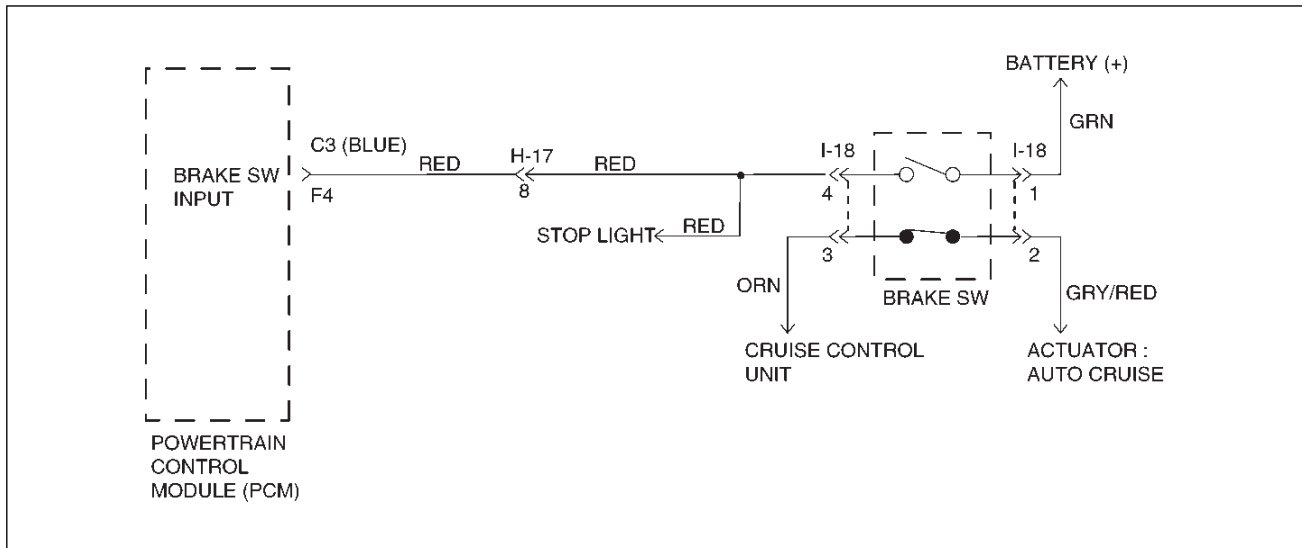 BATTERY (+)
GRN
C3 (BLUE)
RED
H-17
RED
I-18
I-18
BRAKE SW
INPUT
F4
8
4
1
STOP LIGHT
RED
3
2
ORN
BRAKE SW
GRY/RED
CRUISE CONTROL
UNIT
ACTUATOR :
AUTO CRUISE
POWERTRAIN
CONTROL
MODULE (PCM)